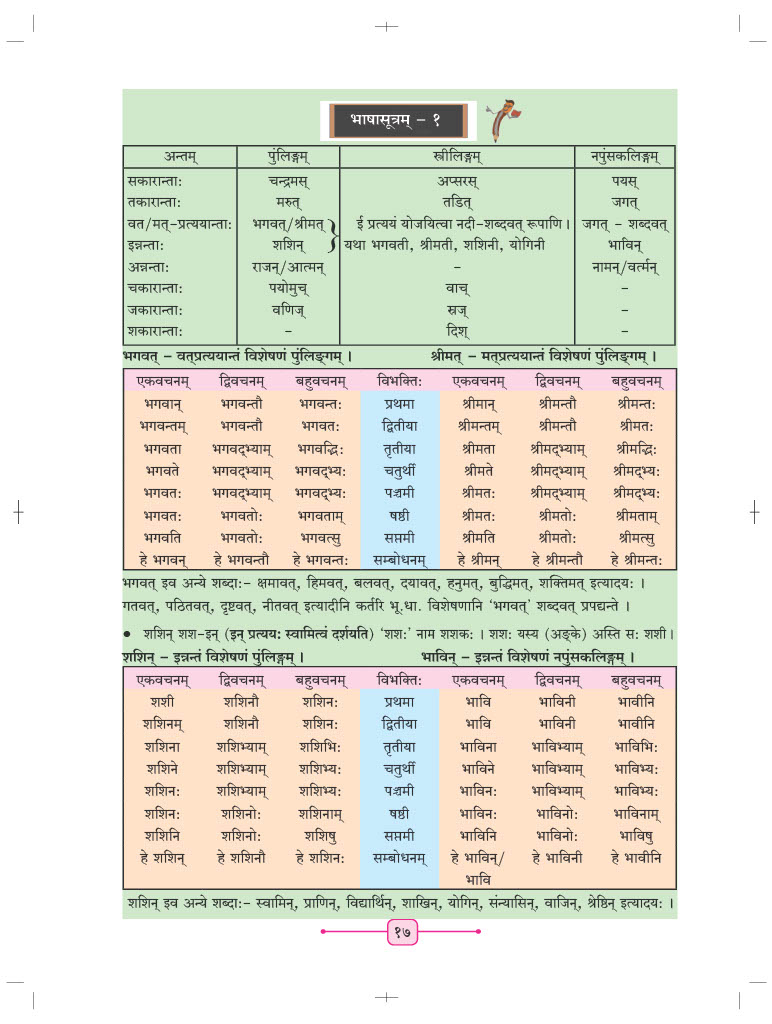 भाषासूत्रम् – १
अन्तम् पुंलिङ्गम् स्त्रीलिङ्गम् नपुंसकलिङ्गम्
सकारान्ताः चन्द्रमस् अप्सरस् पयस्
तकारान्ताः मरुत् तडित् जगत्
वत/मत्-प्रत्ययान्ताः भगवत्/श्रीमत् } ई प्रत्ययं योजयित्वा नदी-शब्दवत् रूपाणि। जगत् – शब्दवत्
इन्नन्ताः शशिन् यथा भगवती, श्रीमती, शशिनी, योगिनी भाविन्
अन्नन्ताः राजन्/आत्मन् – नामन्/वर्त्मन्
चकारान्ताः पयोमुच् वाच् –
जकारान्ताः वणिज् स्रज् –
शकारान्ताः – दिश् –
भगवत् – वत्प्रत्ययान्तं विशेषणं पुंलिङ्गम्। श्रीमत् – मत्प्रत्ययान्तं विशेषणं पुंलिङ्गम्।
एकवचनम् द्विवचनम् बहुवचनम् विभक्तिः एकवचनम् द्विवचनम् बहुवचनम्
भगवान् भगवन्तौ भगवन्तः प्रथमा श्रीमान् श्रीमन्तौ श्रीमन्तः
भगवन्तम् भगवन्तौ भगवतः द्वितीया श्रीमन्तम् श्रीमन्तौ श्रीमतः
भगवता भगवद्भ्याम् भगवद्भिः तृतीया श्रीमता श्रीमद्भ्याम् श्रीमद्भिः
भगवते भगवद्भ्याम् भगवद्भ्यः चतुर्थी श्रीमते श्रीमद्भ्याम् श्रीमद्भ्यः
भगवतः भगवद्भ्याम् भगवद्भ्यः पञ्चमी श्रीमतः श्रीमद्भ्याम् श्रीमद्भ्यः
भगवतः भगवतोः भगवताम् षष्ठी श्रीमतः श्रीमतोः श्रीमताम्
भगवति भगवतोः भगवत्सु सप्तमी श्रीमति श्रीमतोः श्रीमत्सु
हे भगवन् हे भगवन्तौ हे भगवन्तः सम्बोधनम् हे श्रीमन् हे श्रीमन्तौ हे श्रीमन्तः
भगवत् इव अन्ये शब्दाः– क्षमावत्, हिमवत्, बलवत्, दयावत्, हनुमत्, बुद्धिमत्, शक्तिमत् इत्यादयः ।
गतवत्, पठितवत्, दृष्टवत्, नीतवत् इत्यादीनि कर्तरि भू.धा. विशेषणानि ‘भगवत्’ शब्दवत् प्रपद्यन्ते ।
• शशिन् शश-इन् (इन् प्रत्ययः स्वामित्वं दर्शयति) ‘शशः’ नाम शशकः । शशः यस्य (अङ्के) अस्ति सः शशी।
शशिन् – इन्नन्तं विशेषणं पुंलिङ्गम्। भाविन् – इन्नन्तं विशेषणं नपुंसकलिङ्गम्।
एकवचनम् द्विवचनम् बहुवचनम् विभक्तिः एकवचनम् द्विवचनम् बहुवचनम्
शशी शशिनौ शशिनः प्रथमा भावि भाविनी भावीनि
शशिनम् शशिनौ शशिनः द्वितीया भावि भाविनी भावीनि
शशिना शशिभ्याम् शशिभिः तृतीया भाविना भाविभ्याम् भाविभिः
शशिने शशिभ्याम् शशिभ्यः चतुर्थी भाविने भाविभ्याम् भाविभ्यः
शशिनः शशिभ्याम् शशिभ्यः पञ्चमी भाविनः भाविभ्याम् भाविभ्यः
शशिनः शशिनोः शशिनाम् षष्ठी भाविनः भाविनोः भाविनाम्
शशिनि शशिनोः शशिषु सप्तमी भाविनि भाविनोः भाविषु
हे शशिन् हे शशिनौ हे शशिनः सम्बोधनम् हे भाविन्/ हे भाविनी हे भावीनि
भावि
शशिन् इव अन्ये शब्दाः– स्वामिन्, प्राणिन्, विद्यार्थिन्, शाखिन्, योगिन्, संन्यासिन्, वाजिन्, श्रेष्ठिन् इत्यादयः ।
१७